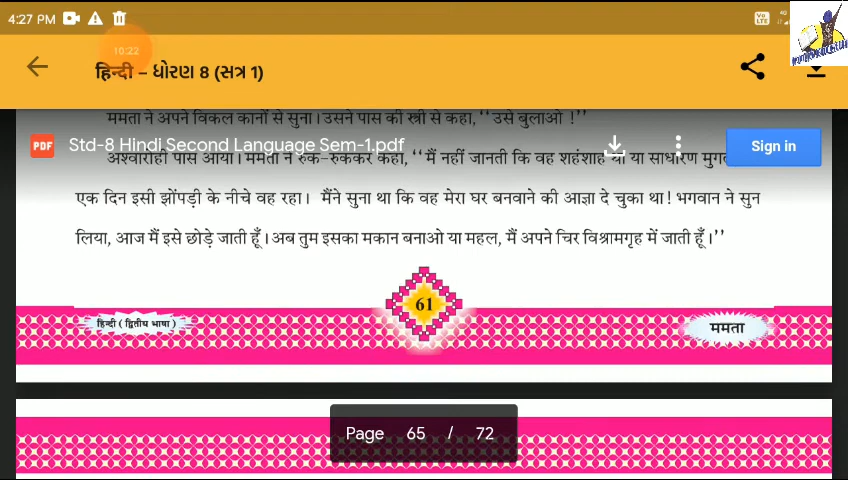 4:27 PM
10:22
हिन्दी - ધોરણ 8 (સત્ર 1)
ममता ने अपने विकल कानों से सुना। उसने पास की स्त्री से कहा, ‘‘उसे बुलाओ !’’
PDF Std-8 Hindi Second Language Sem-1.pdf Sign in
अश्वारोही पास आया। ममता ने रुक-रुककर कहा, ‘‘मैं नहीं जानती कि वह शहंशाह था या साधारण
एक दिन इसी झोंपड़ी के नीचे वह रहा। मैंने सुना था कि वह मेरा घर बनवाने की आज्ञा दे चुका था! भगवान ने सुन
लिया, आज मैं इसे छोड़े जाती हूँ। अब तुम इसका मकान बनाओ या महल, मैं अपने चिर विश्रामगृह में जाती हूँ।’’
61
हिन्दी (द्वितीय भाषा) ममता
Page 65 / 72